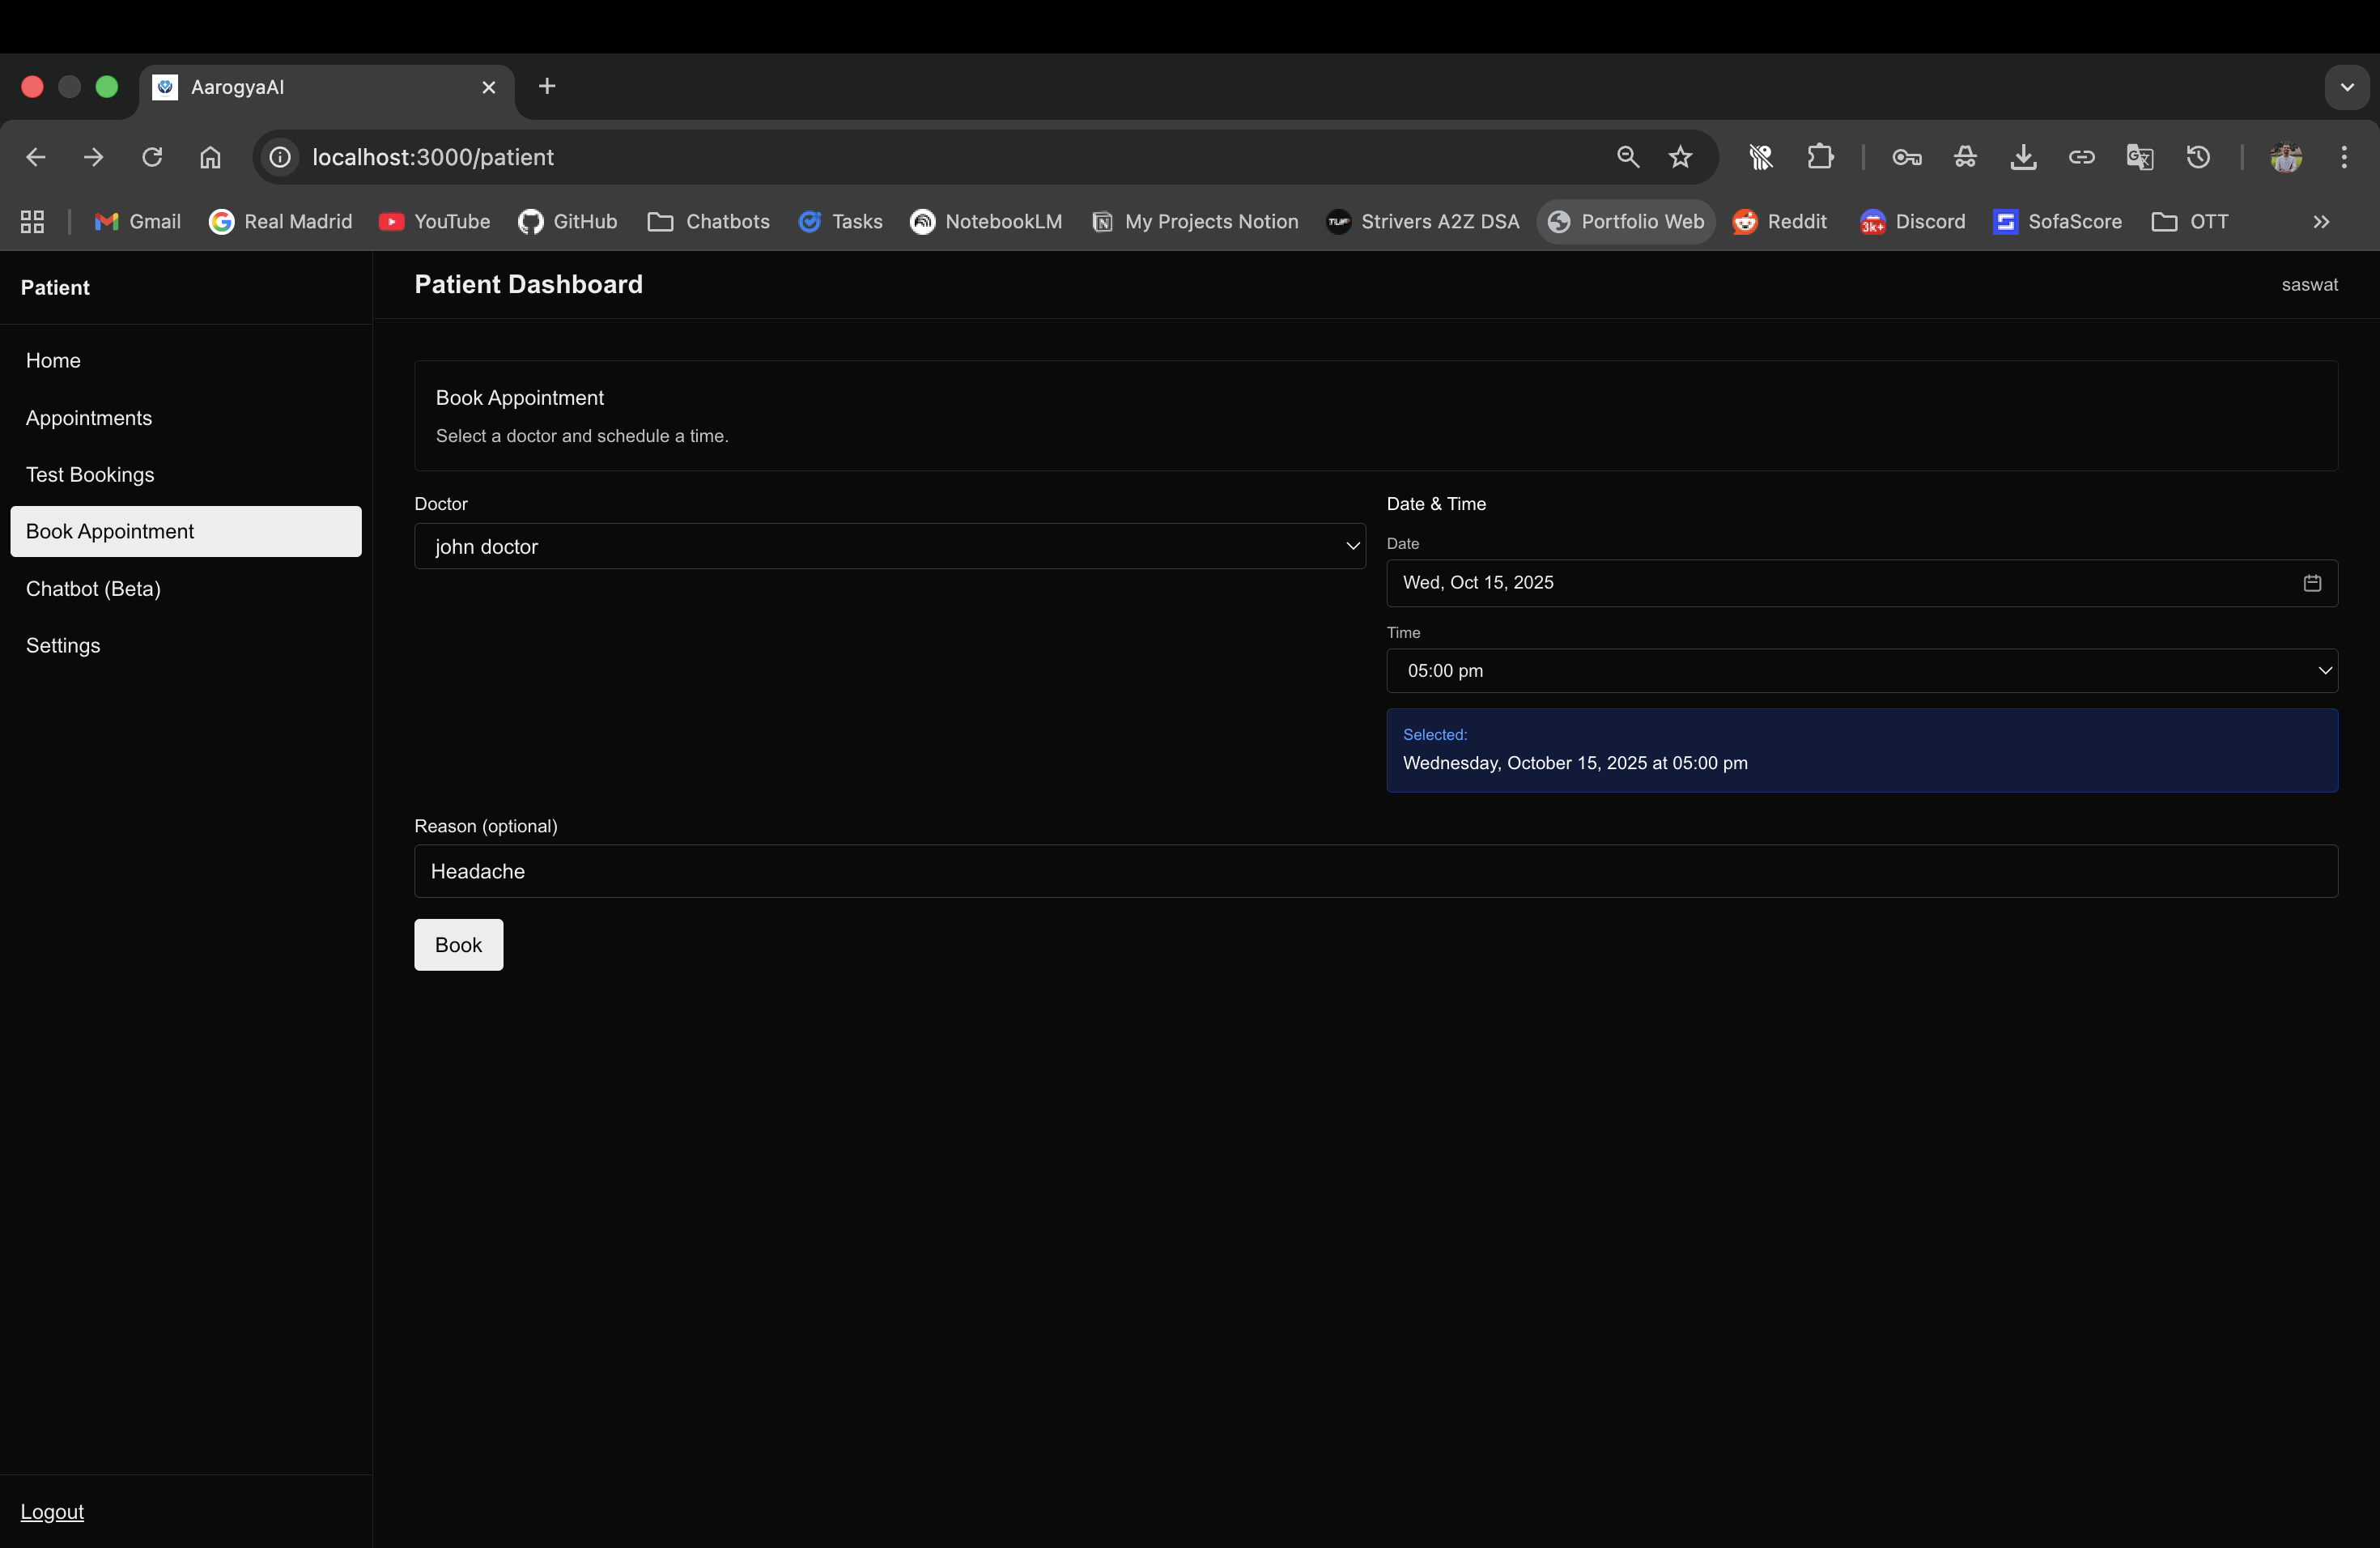 AarogyaAI
localhost:3000/patient
Gmail Real Madrid YouTube GitHub Chatbots Tasks NotebookLM My Projects Notion Strivers A2Z DSA Portfolio Web Reddit 3k+ Discord SofaScore OTT
Patient
Home
Appointments
Test Bookings
Book Appointment
Chatbot (Beta)
Settings
Logout
Patient Dashboard
saswat
Book Appointment
Select a doctor and schedule a time.
Doctor
john doctor
Date & Time
Date
Wed, Oct 15, 2025
Time
05:00 pm
Selected:
Wednesday, October 15, 2025 at 05:00 pm
Reason (optional)
Headache
Book